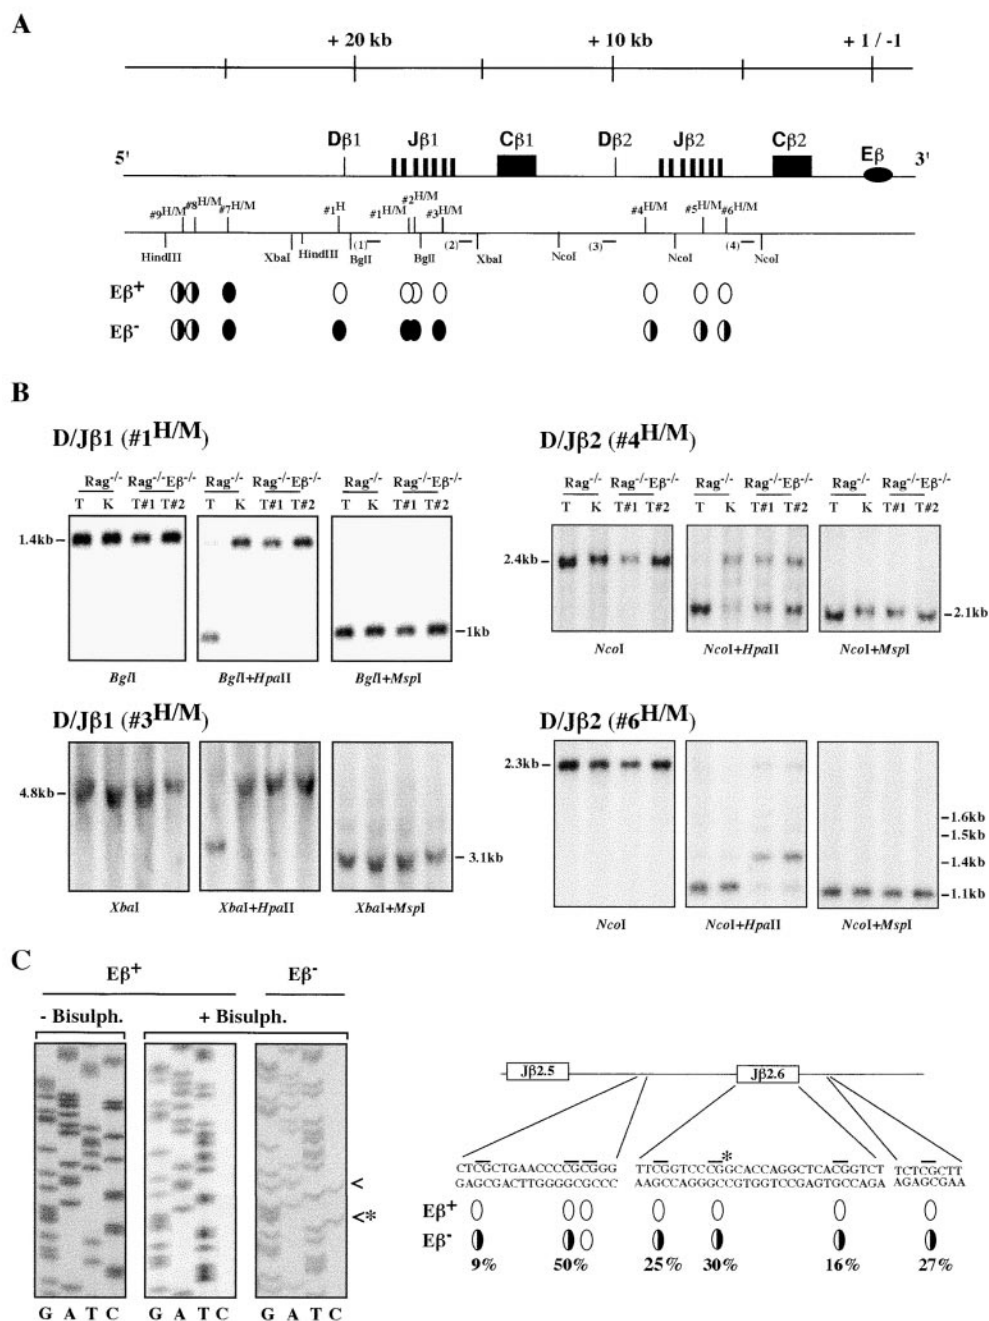 A
+ 20 kb + 10 kb + 1 / -1
Dβ1 Jβ1 Cβ1 Dβ2 Jβ2 Cβ2 Eβ
5' 3'
#9H/M #8H/M #7H/M #1H #1H/M #2H/M #3H/M #4H/M #5H/M #6H/M
(1) (2) (3) (4)
HindIII XbaI HindIII BglI BglI XbaI NcoI NcoI NcoI
Eβ+
Eβ-
B
D/Jβ1 (#1H/M)
Rag-/- Rag-/-Eβ-/- Rag-/- Rag-/-Eβ-/- Rag-/- Rag-/-Eβ-/-
T K T#1 T#2 T K T#1 T#2 T K T#1 T#2
1.4kb
1kb
BglI BglI+HpaII BglI+MspI
D/Jβ2 (#4H/M)
Rag-/- Rag-/-Eβ-/- Rag-/- Rag-/-Eβ-/- Rag-/- Rag-/-Eβ-/-
T K T#1 T#2 T K T#1 T#2 T K T#1 T#2
2.4kb
2.1kb
NcoI NcoI+HpaII NcoI+MspI
D/Jβ1 (#3H/M)
4.8kb
3.1kb
XbaI XbaI+HpaII XbaI+MspI
D/Jβ2 (#6H/M)
2.3kb
1.6kb
1.5kb
1.4kb
1.1kb
NcoI NcoI+HpaII NcoI+MspI
C
Eβ+ Eβ-
- Bisulph. + Bisulph.
<
<*
G A T C G A T C G A T C
Jβ2.5 Jβ2.6
*
CTCGCTGAACCCCGCGGG TTCGGTCCCGGCACCAGGCTCACGGTCT TCTCGCTT
GAGCGACTTGGGGCGCCC AAGCCAGGGCCGTGGTCCGAGTGCCAGA AGAGCGAA
Eβ+
Eβ-
9% 50% 25% 30% 16% 27%